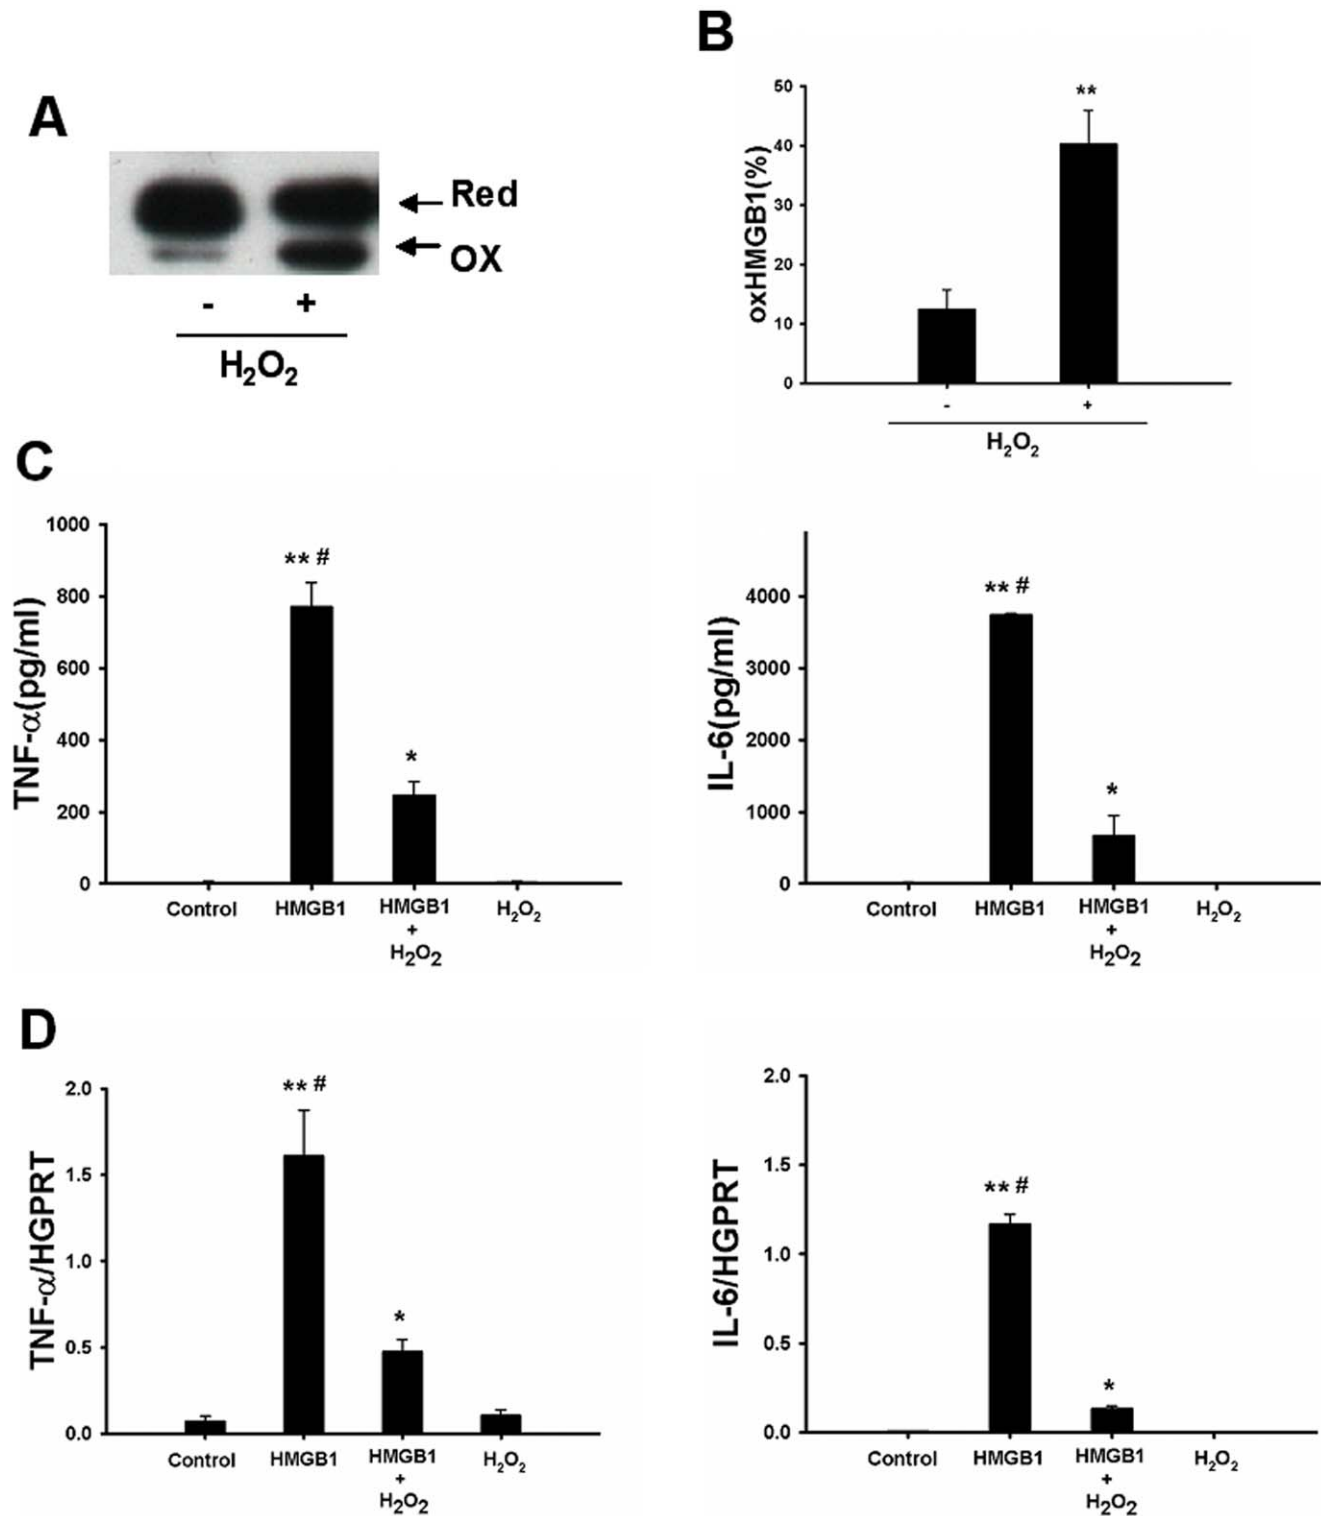 A
Red
OX
- +
H₂O₂
B
oxHMGB1(%)
50
40
30
20
10
0
**
- +
H₂O₂
C
TNF-α(pg/ml)
1000
800
600
400
200
0
** #
*
Control HMGB1 HMGB1 + H₂O₂ H₂O₂
IL-6(pg/ml)
4000
3000
2000
1000
0
** #
*
Control HMGB1 HMGB1 + H₂O₂ H₂O₂
D
TNF-α/HGPRT
2.0
1.5
1.0
0.5
0.0
** #
*
Control HMGB1 HMGB1 + H₂O₂ H₂O₂
IL-6/HGPRT
2.0
1.5
1.0
0.5
0.0
** #
*
Control HMGB1 HMGB1 + H₂O₂ H₂O₂